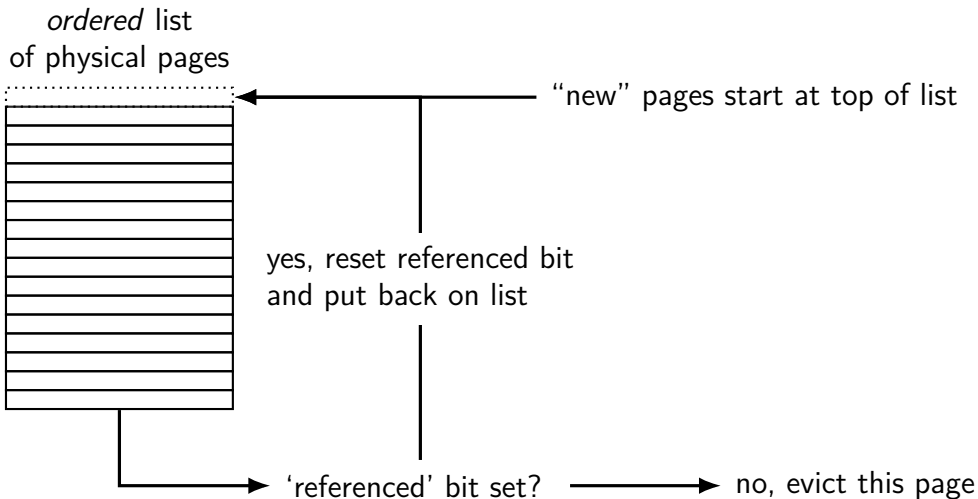 ordered list
of physical pages
“new” pages start at top of list
yes, reset referenced bit
and put back on list
‘referenced’ bit set?
no, evict this page